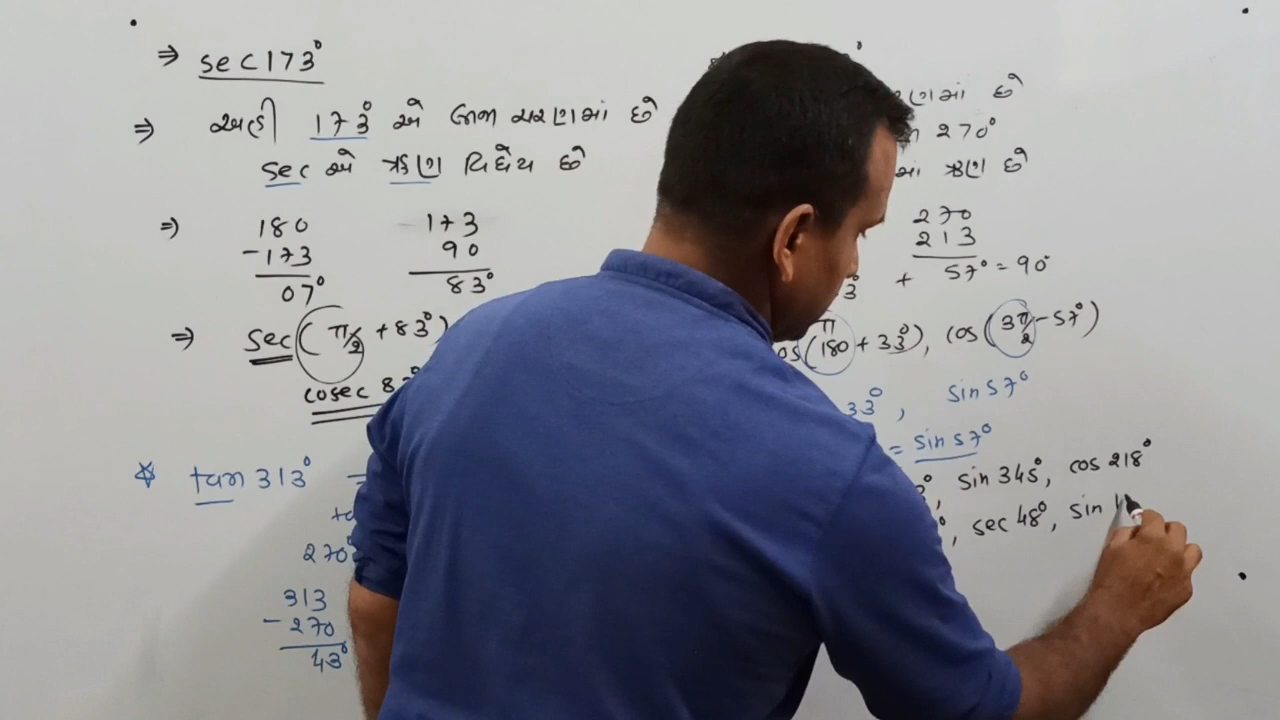 ⇒ sec 173°
⇒ અહીં 173° એ બીજા ચરણમાં છે
sec એ ઋણ વિધેય છે
⇒ 180
-173
07°
173
90
83°
⇒ sec (π/2 + 83°)
cosec 83°
☆ tan 313° =
270°
313
- 270
43°
ચરણમાં છે
270°
ઋણ છે
270
213
+ 57° = 90°
cos (180 + 33°), cos (3π/2 - 57°)
π
33°, sin 57°
= sin 57°
, sin 345°, cos 218°
, sec 48°, sin